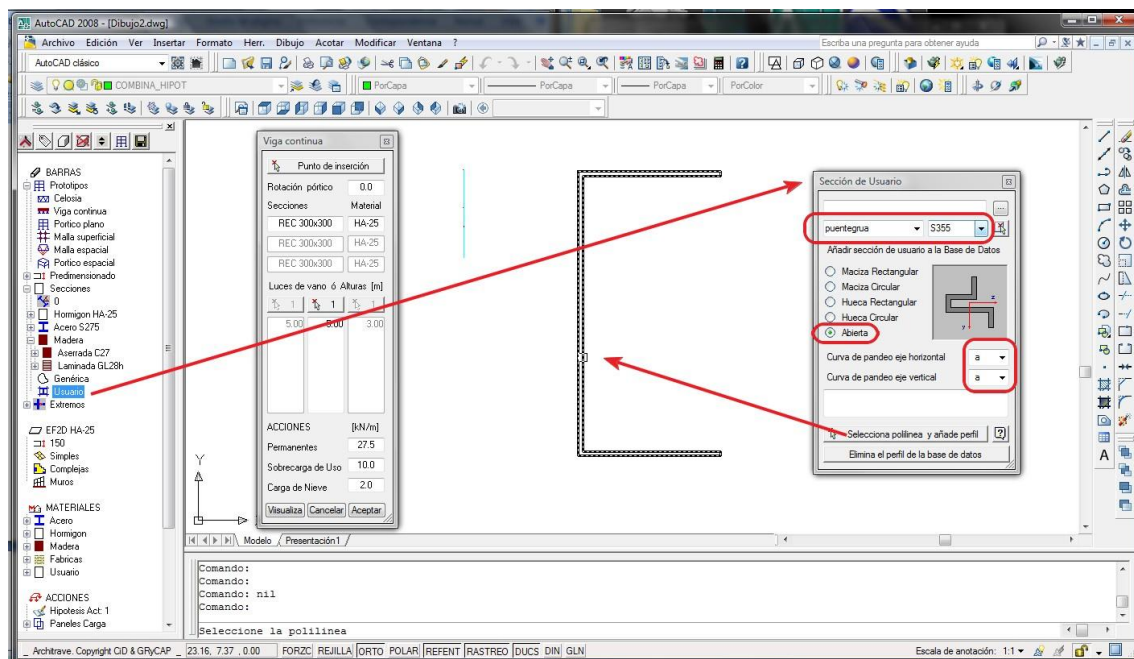 AutoCAD 2008 - [Dibujo2.dwg]
Archivo Edición Ver Insertar Formato Herr. Dibujo Acotar Modificar Ventana ?
Escriba una pregunta para obtener ayuda
AutoCAD clásico
COMBINA_HIPOT
PorCapa
PorCapa
PorCapa
PorColor
BARRAS
Prototipos
Celosia
Viga continua
Portico plano
Malla superficial
Malla espacial
Portico espacial
Predimensionado
Secciones
0
Hormigon HA-25
Acero S275
Madera
Aserrada C27
Laminada GL28h
Genérica
Usuario
Extremos
EF2D HA-25
150
Simples
Complejas
Muros
MATERIALES
Acero
Hormigon
Madera
Fabricas
Usuario
ACCIONES
Hipotesis Act: 1
Paneles Carga
Viga continua
Punto de inserción
Rotación pórtico 0.0
Secciones Material
REC 300x300 HA-25
REC 300x300 HA-25
REC 300x300 HA-25
Luces de vano ó Alturas [m]
1 1 1
5.00 5.00 3.00
ACCIONES [kN/m]
Permanentes 27.5
Sobrecarga de Uso 10.0
Carga de Nieve 2.0
Visualiza Cancelar Aceptar
Y
Sección de Usuario
...
puentegrua S355
Añadir sección de usuario a la Base de Datos
Maciza Rectangular
Maciza Circular
Hueca Rectangular
Hueca Circular
Abierta
z
y
Curva de pandeo eje horizontal a
Curva de pandeo eje vertical a
Selecciona polilinea y añade perfil
Elimina el perfil de la base de datos
Modelo Presentación1
Comando:
Comando:
Comando: nil
Comando:
Seleccione la polilinea
_ Architrave. Copyright CiD & GRyCAP _ 23.16, 7.37 , 0.00 FORZC REJILLA ORTO POLAR REFENT RASTREO DUCS DIN GLN
Escala de anotación: 1:1